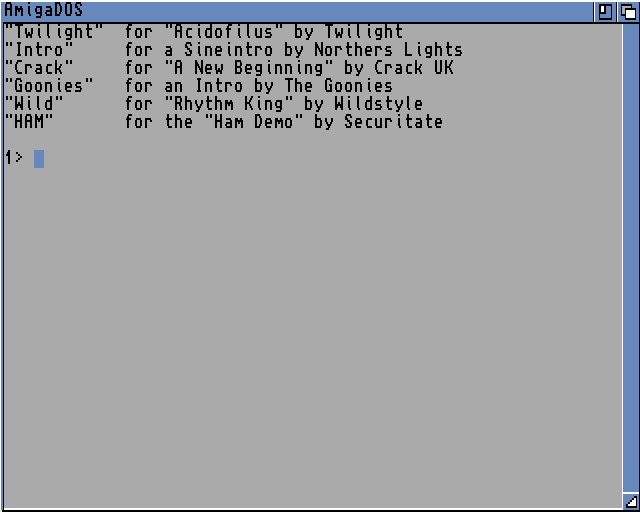 AmigaDOS
"Twilight" for "Acidofilus" by Twilight
"Intro" for a Sineintro by Northers Lights
"Crack" for "A New Beginning" by Crack UK
"Goonies" for an Intro by The Goonies
"Wild" for "Rhythm King" by Wildstyle
"HAM" for the "Ham Demo" by Securitate
1>